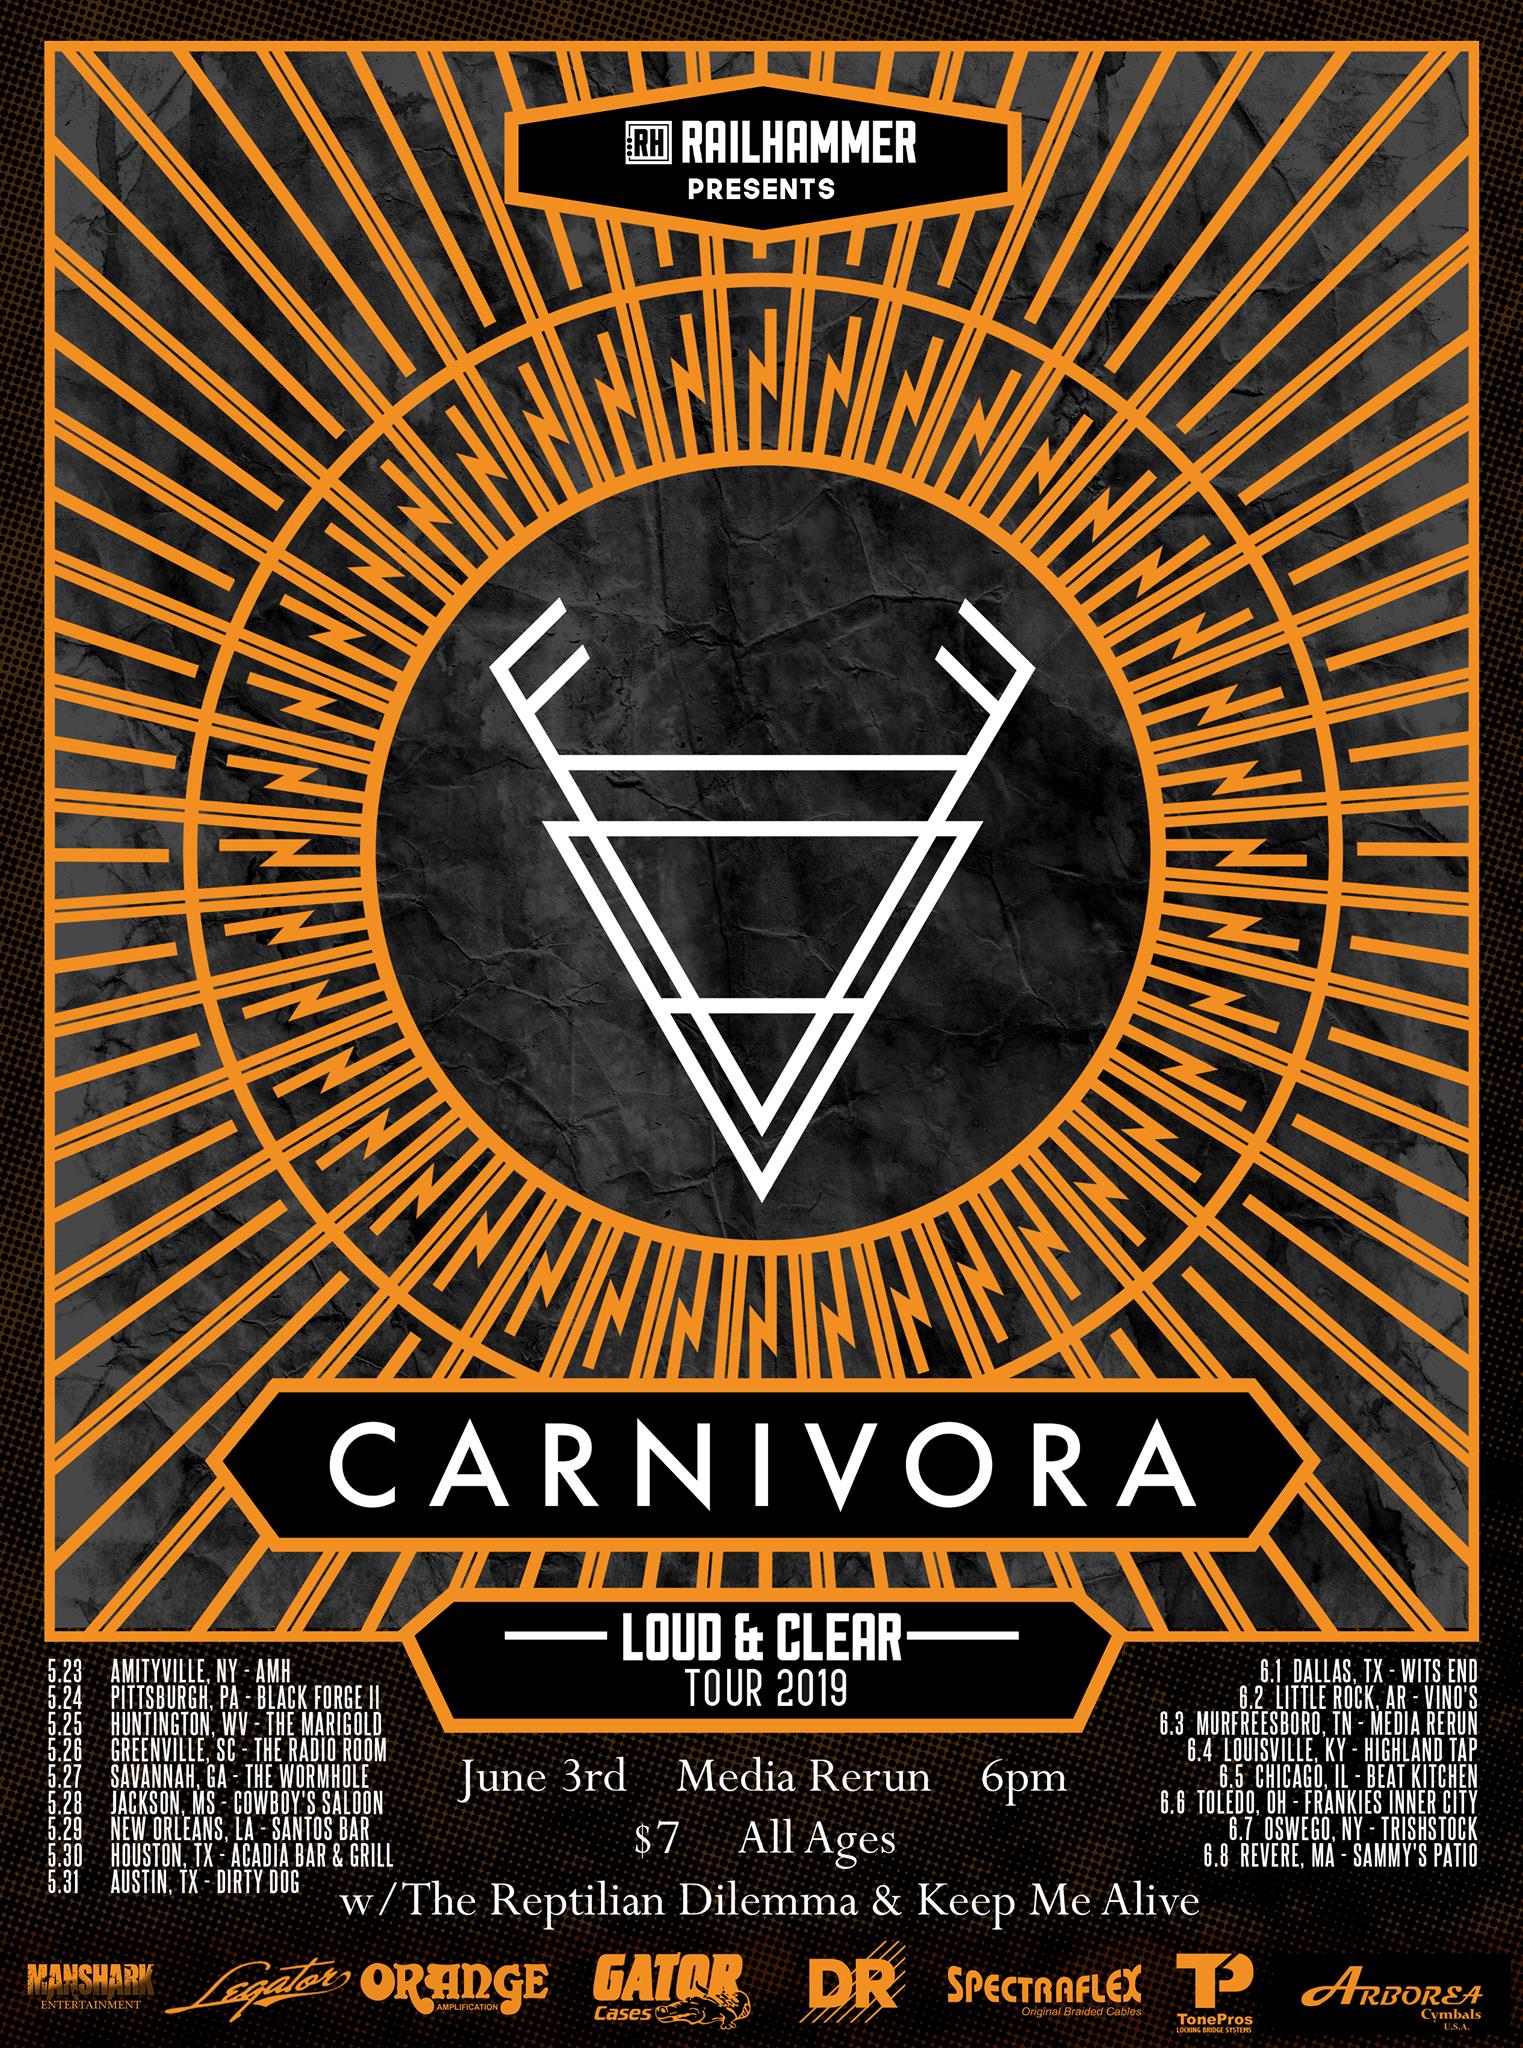 RH RAILHAMMER
PRESENTS
CARNIVORA
LOUD & CLEAR
TOUR 2019
5.23 AMITYVILLE, NY - AMH
5.24 PITTSBURGH, PA - BLACK FORGE II
5.25 HUNTINGTON, WV - THE MARIGOLD
5.26 GREENVILLE, SC - THE RADIO ROOM
5.27 SAVANNAH, GA - THE WORMHOLE
5.28 JACKSON, MS - COWBOY'S SALOON
5.29 NEW ORLEANS, LA - SANTOS BAR
5.30 HOUSTON, TX - ACADIA BAR & GRILL
5.31 AUSTIN, TX - DIRTY DOG
6.1 DALLAS, TX - WITS END
6.2 LITTLE ROCK, AR - VINO'S
6.3 MURFREESBORO, TN - MEDIA RERUN
6.4 LOUISVILLE, KY - HIGHLAND TAP
6.5 CHICAGO, IL - BEAT KITCHEN
6.6 TOLEDO, OH - FRANKIES INNER CITY
6.7 OSWEGO, NY - TRISHSTOCK
6.8 REVERE, MA - SAMMY'S PATIO
June 3rd Media Rerun 6pm
$7 All Ages
w/The Reptilian Dilemma & Keep Me Alive
MANSHARK
ENTERTAINMENT
Legator
ORANGE
AMPLIFICATION
GATOR
Cases
DR
SPECTRAFLEX
Original Braided Cables
TP
TonePros
LOCKING BRIDGE SYSTEMS
ARBOREA
Cymbals
U.S.A.